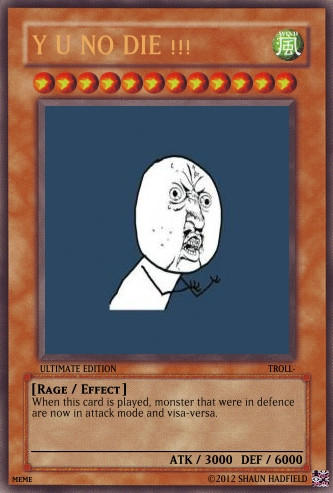 Y U NO DIE !!!
WIND
風
ULTIMATE EDITION TROLL-
[RAGE / EFFECT]
When this card is played, monster that were in defence
are now in attack mode and visa-versa.
ATK / 3000 DEF / 6000
MEME ©2012 SHAUN HADFIELD